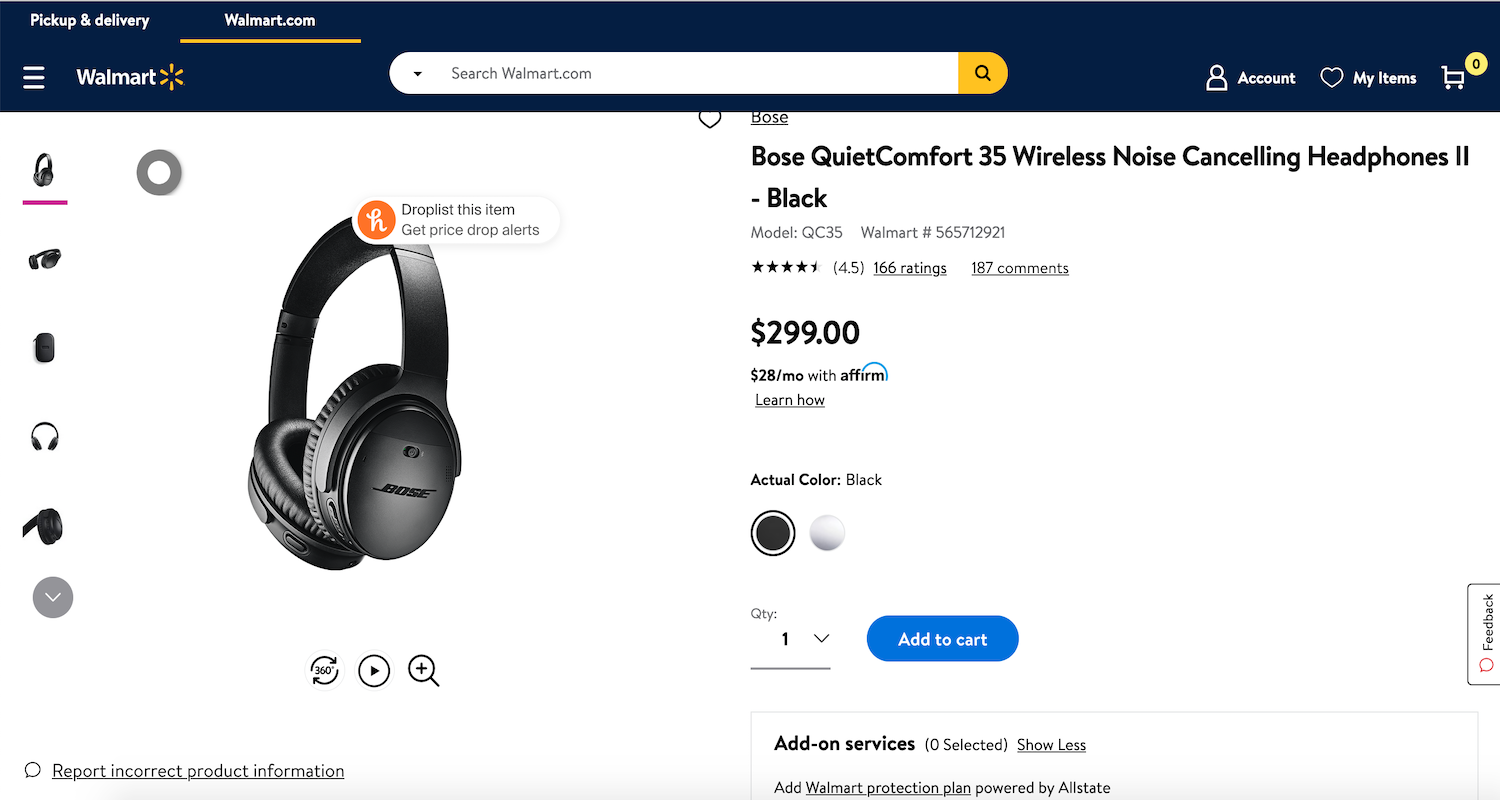 Pickup & delivery
Walmart.com
Walmart
Search Walmart.com
Account
My Items
0
Bose
Bose QuietComfort 35 Wireless Noise Cancelling Headphones II
- Black
Model: QC35 Walmart # 565712921
(4.5) 166 ratings 187 comments
$299.00
$28/mo with affirm
Learn how
Actual Color: Black
Qty:
1
Add to cart
Add-on services (0 Selected) Show Less
Add Walmart protection plan powered by Allstate
h
Droplist this item
Get price drop alerts
BOSE
360°
Report incorrect product information
Feedback